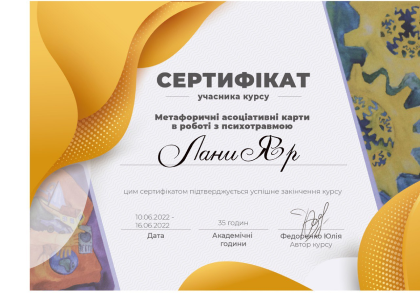 СЕРТИФІКАТ
учасника курсу
Метафоричні асоціативні карти
в роботі з психотравмою
Лани Явр
цим сертифікатом підтверджується успішне закінчення курсу
10.06.2022 -
16.06.2022
Дата
35 годин
Академічні
години
Федоренко Юлія
Автор курсу